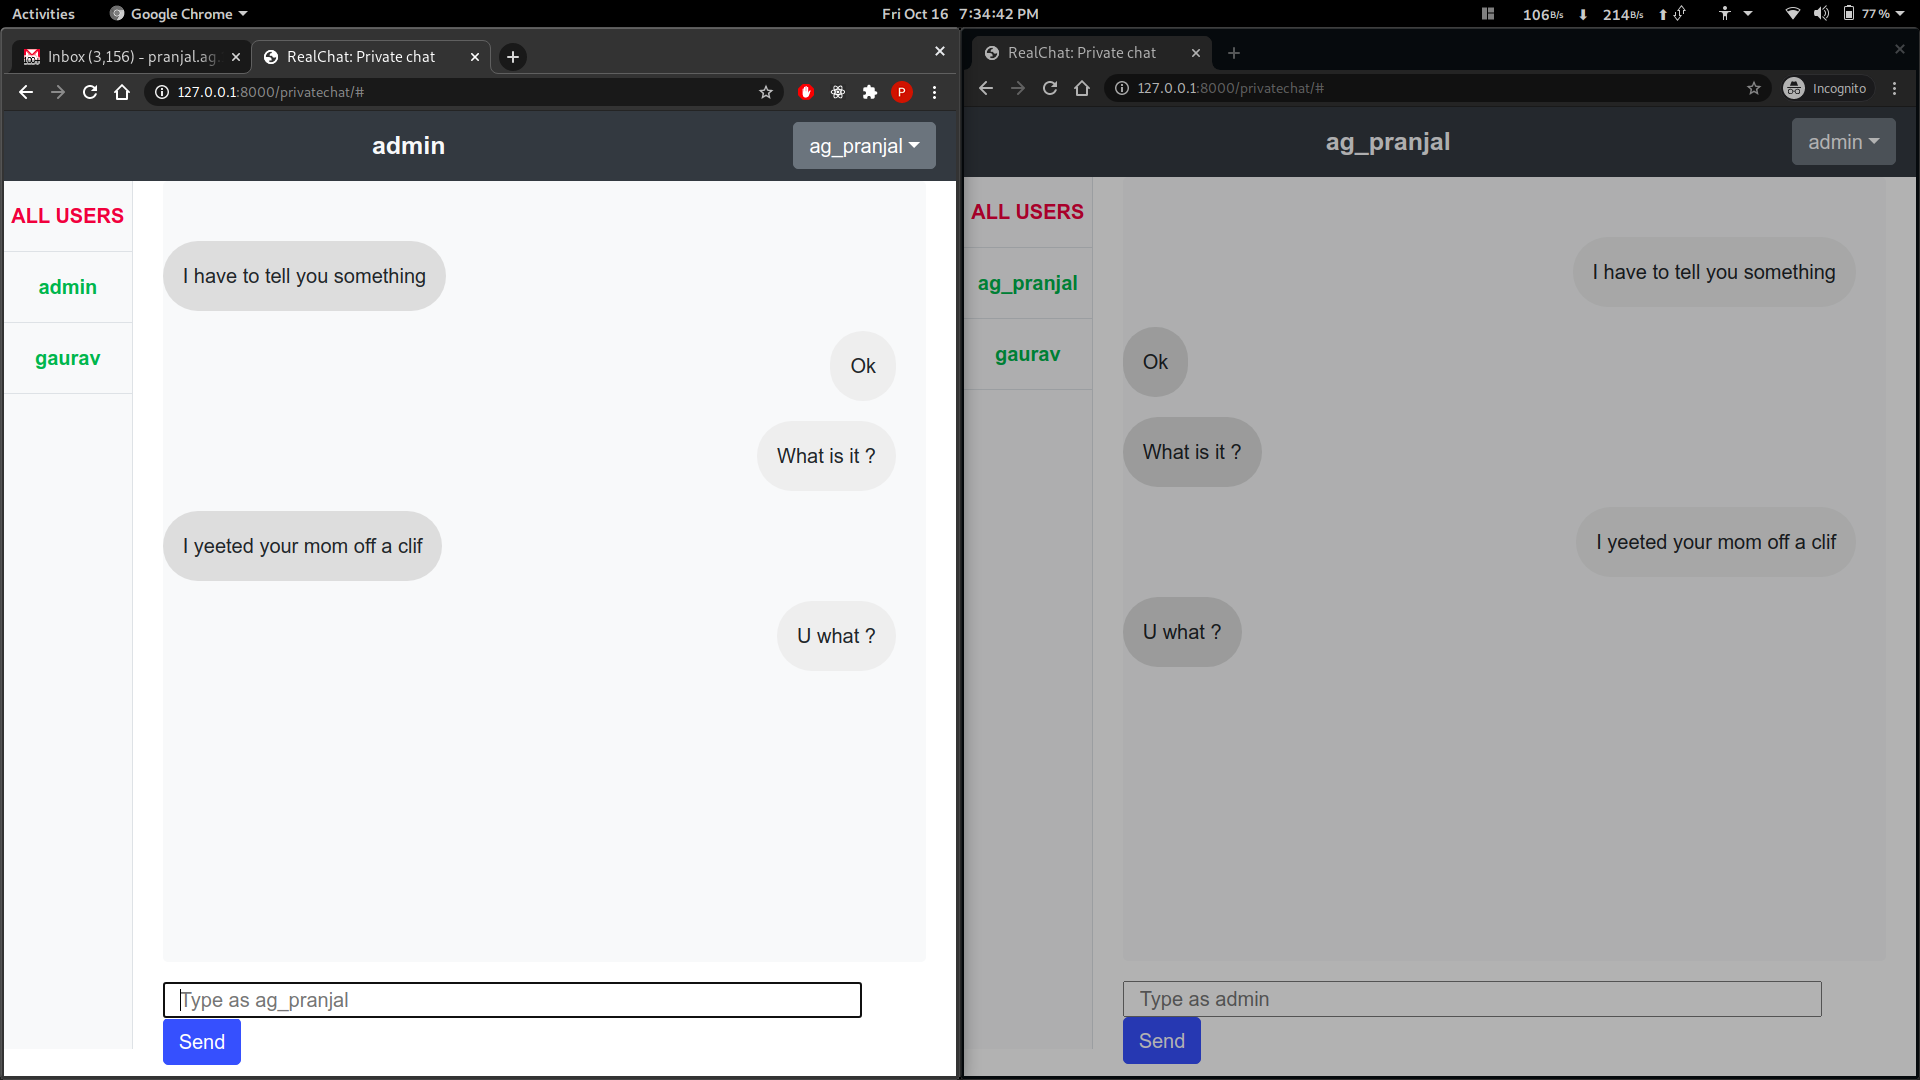 Activities
Google Chrome
Fri Oct 16 7:34:42 PM
106B/s
214B/s
77 %
Inbox (3,156) - pranjal.ag
RealChat: Private chat
127.0.0.1:8000/privatechat/#
P
admin
ag_pranjal
ALL USERS
admin
gaurav
I have to tell you something
Ok
What is it ?
I yeeted your mom off a clif
U what ?
Type as ag_pranjal
Send
RealChat: Private chat
127.0.0.1:8000/privatechat/#
Incognito
ag_pranjal
admin
ALL USERS
ag_pranjal
gaurav
I have to tell you something
Ok
What is it ?
I yeeted your mom off a clif
U what ?
Type as admin
Send